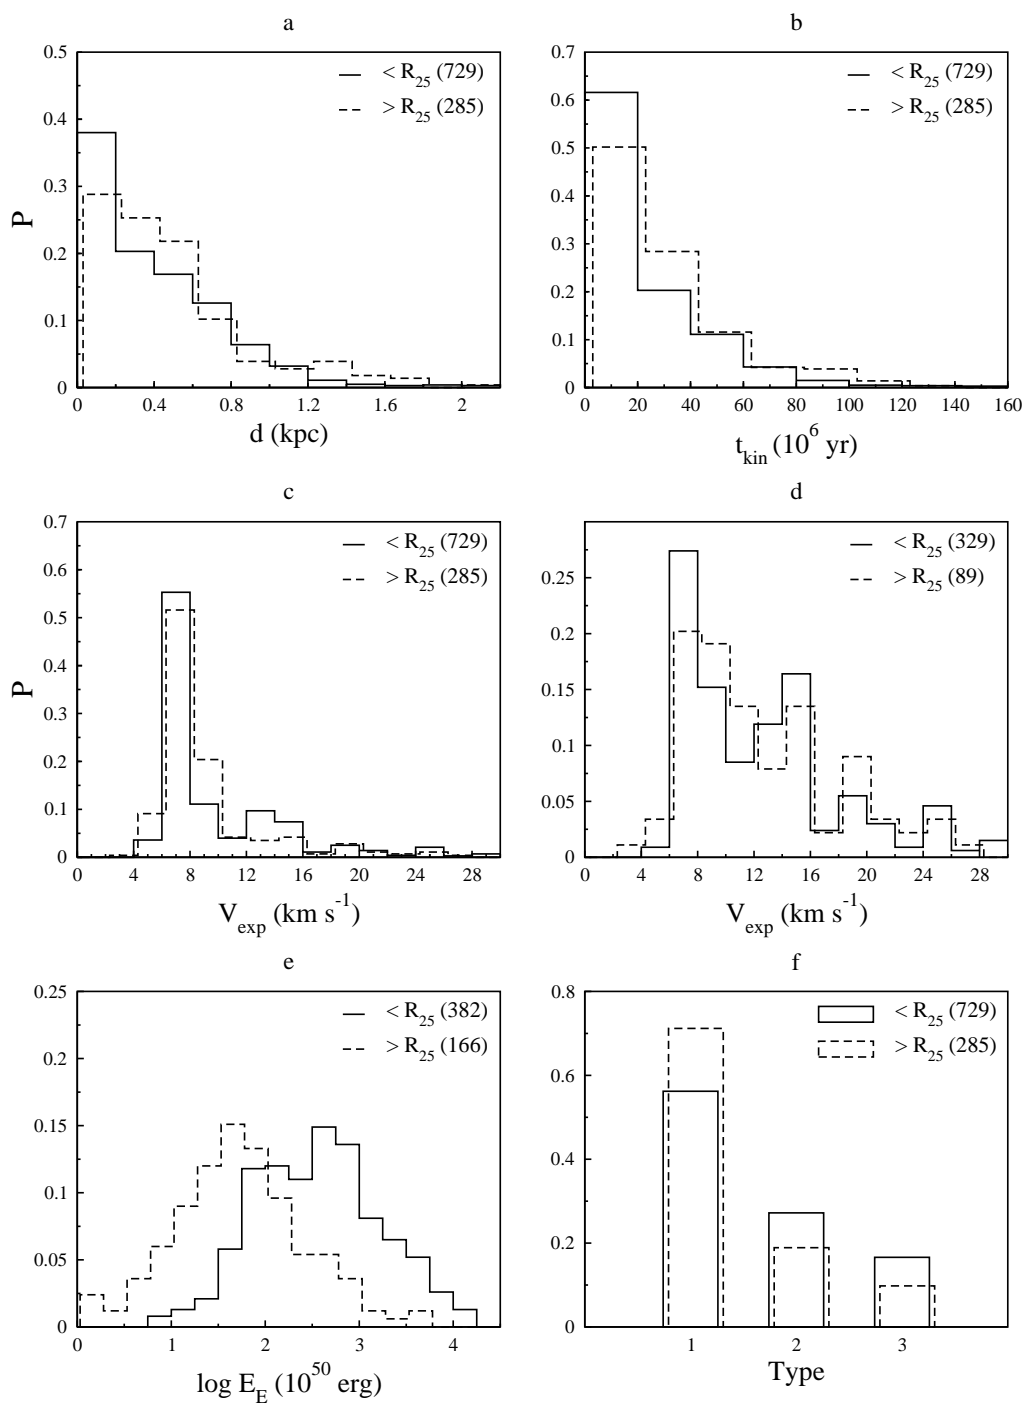 a
0.5
0.4
0.3
0.2
0.1
0
P
< R25 (729)
> R25 (285)
0 0.4 0.8 1.2 1.6 2
d (kpc)
b
0.7
0.6
0.5
0.4
0.3
0.2
0.1
0
< R25 (729)
> R25 (285)
0 20 40 60 80 100 120 140 160
tkin (10^6 yr)
c
0.7
0.6
0.5
0.4
0.3
0.2
0.1
0
P
< R25 (729)
> R25 (285)
0 4 8 12 16 20 24 28
Vexp (km s^-1)
d
0.25
0.2
0.15
0.1
0.05
0
< R25 (329)
> R25 (89)
0 4 8 12 16 20 24 28
Vexp (km s^-1)
e
0.25
0.2
0.15
0.1
0.05
0
< R25 (382)
> R25 (166)
0 1 2 3 4
log EE (10^50 erg)
f
0.8
0.6
0.4
0.2
0
< R25 (729)
> R25 (285)
1 2 3
Type